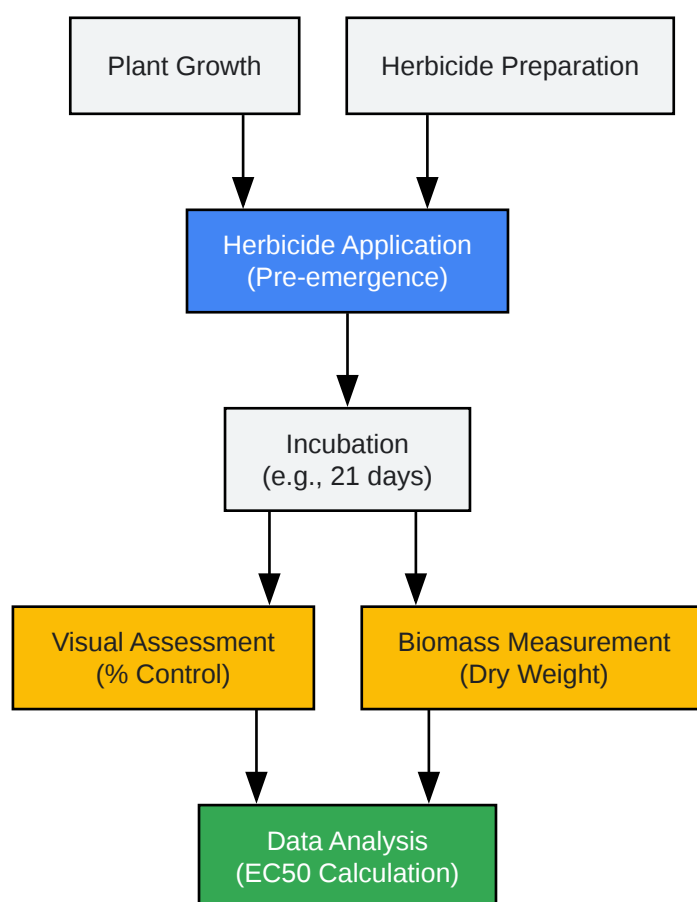 Plant Growth
Herbicide Preparation
Herbicide Application
(Pre-emergence)
Incubation
(e.g., 21 days)
Visual Assessment
(% Control)
Biomass Measurement
(Dry Weight)
Data Analysis
(EC50 Calculation)